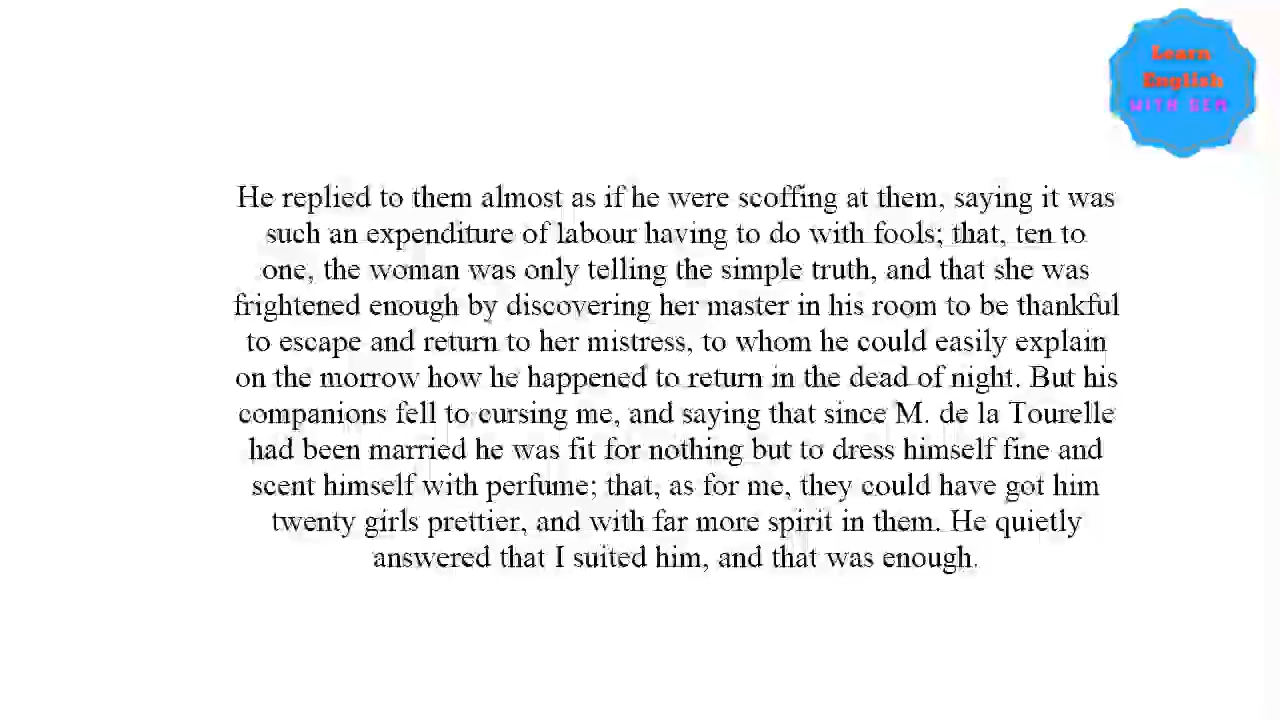 Learn
English
WITH GEM
He replied to them almost as if he were scoffing at them, saying it was
such an expenditure of labour having to do with fools; that, ten to
one, the woman was only telling the simple truth, and that she was
frightened enough by discovering her master in his room to be thankful
to escape and return to her mistress, to whom he could easily explain
on the morrow how he happened to return in the dead of night. But his
companions fell to cursing me, and saying that since M. de la Tourelle
had been married he was fit for nothing but to dress himself fine and
scent himself with perfume; that, as for me, they could have got him
twenty girls prettier, and with far more spirit in them. He quietly
answered that I suited him, and that was enough.